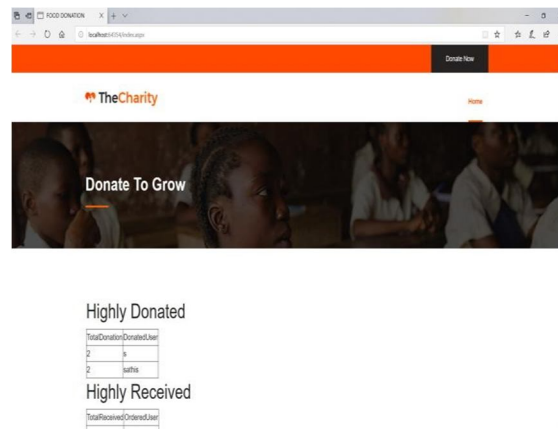 FOOD DONATION
localhost:64354/index.aspx
Donate Now
TheCharity
Home
Donate To Grow
Highly Donated
TotalDonation DonatedUser
2 s
2 sathis
Highly Received
TotalReceived OrderedUser